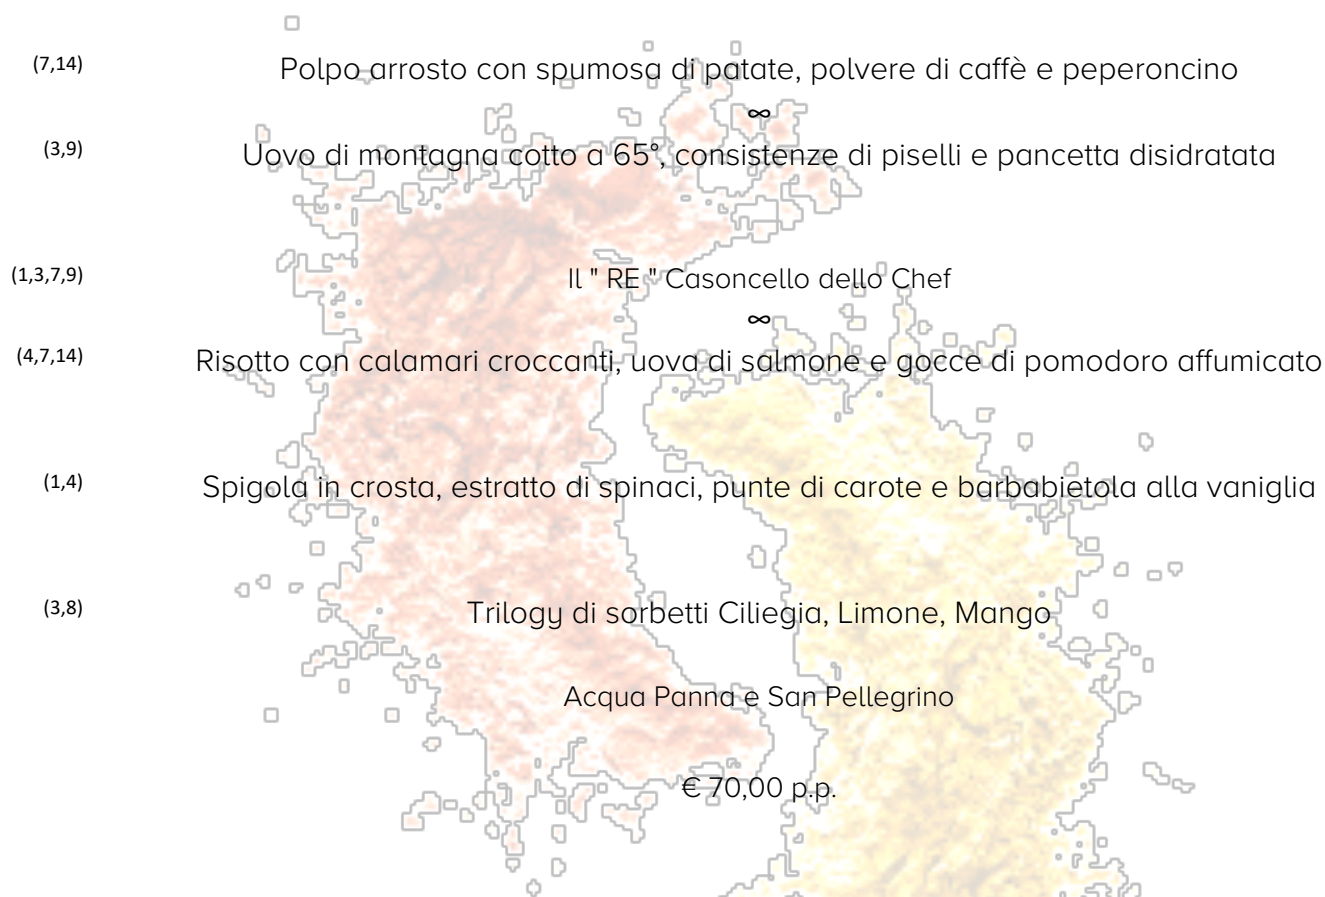 (7,14) Polpo arrosto con spumosa di patate, polvere di caffè e peperoncino
∞
(3,9) Uovo di montagna cotto a 65°, consistenze di piselli e pancetta disidratata
(1,3,7,9) Il " RE " Casoncello dello Chef
∞
(4,7,14) Risotto con calamari croccanti, uova di salmone e gocce di pomodoro affumicato
(1,4) Spigola in crosta, estratto di spinaci, punte di carote e barbabietola alla vaniglia
(3,8) Trilogy di sorbetti Ciliegia, Limone, Mango
Acqua Panna e San Pellegrino
€ 70,00 p.p.